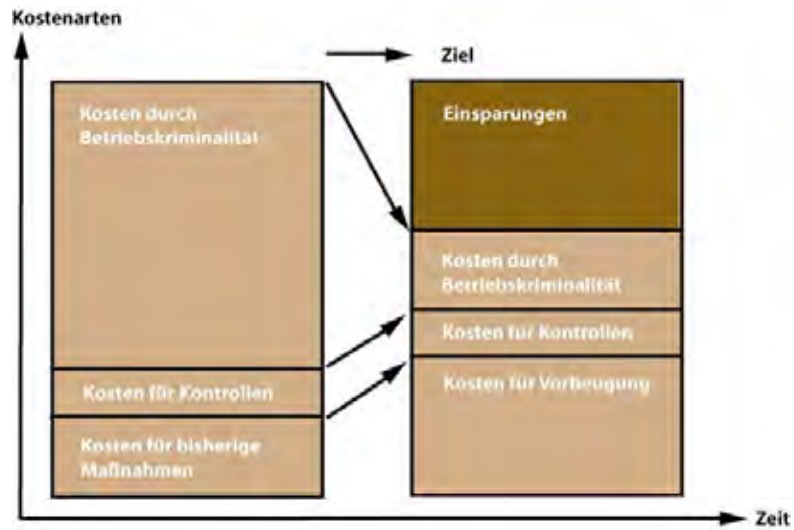 Kostenarten
Ziel
Kosten durch
Betriebskriminalität
Kosten für Kontrollen
Kosten für bisherige
Maßnahmen
Einsparungen
Kosten durch
Betriebskriminalität
Kosten für Kontrollen
Kosten für Vorbeugung
Zeit